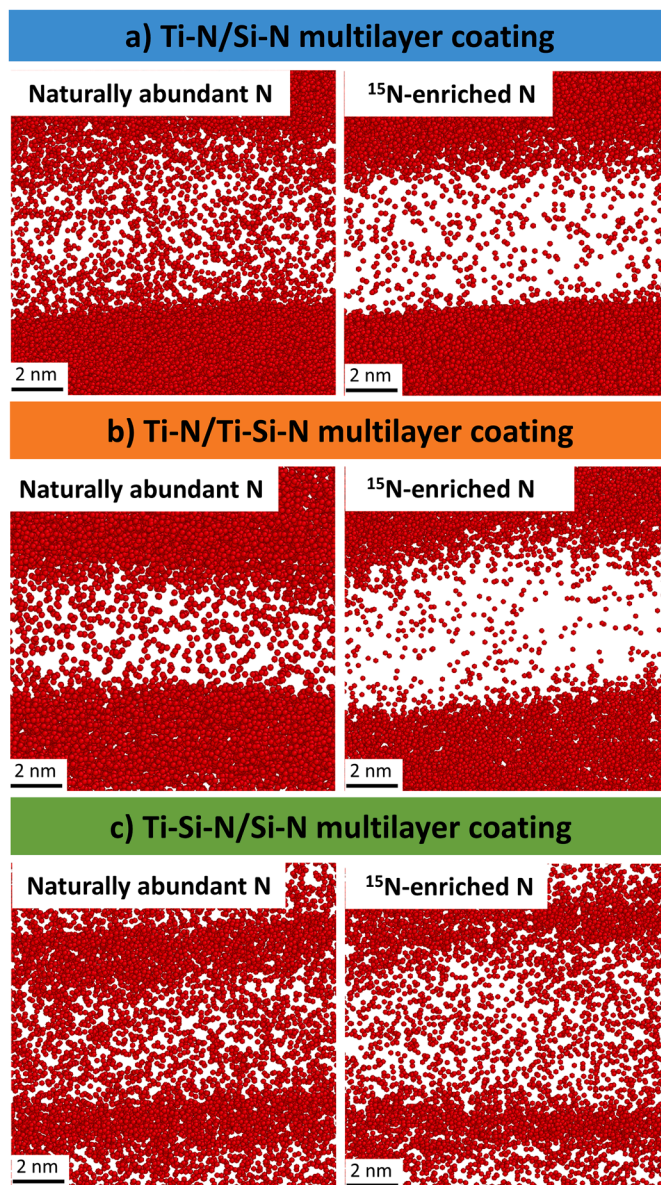 a) Ti-N/Si-N multilayer coating
Naturally abundant N
¹⁵N-enriched N
2 nm
2 nm
b) Ti-N/Ti-Si-N multilayer coating
Naturally abundant N
¹⁵N-enriched N
2 nm
2 nm
c) Ti-Si-N/Si-N multilayer coating
Naturally abundant N
¹⁵N-enriched N
2 nm
2 nm